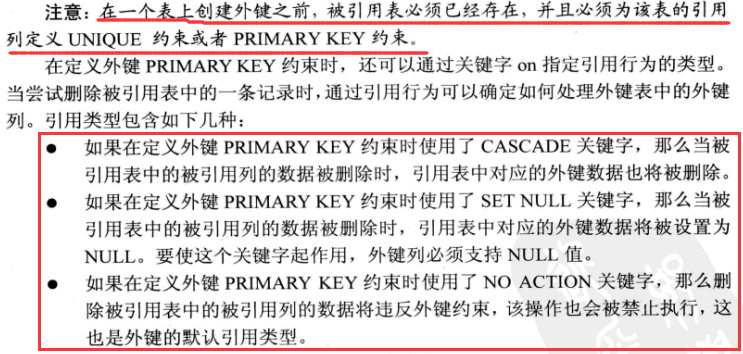 注意：在一个表上创建外键之前，被引用表必须已经存在，并且必须为该表的引用
列定义 UNIQUE 约束或者 PRIMARY KEY 约束。
在定义外键 PRIMARY KEY 约束时，还可以通过关键字 on 指定引用行为的类型。
当尝试删除被引用表中的一条记录时，通过引用行为可以确定如何处理外键表中的外键
列。引用类型包含如下几种：
● 如果在定义外键 PRIMARY KEY 约束时使用了 CASCADE 关键字，那么当被
引用表中的被引用列的数据被删除时，引用表中对应的外键数据也将被删除。
● 如果在定义外键 PRIMARY KEY 约束时使用了 SET NULL 关键字，那么当被
引用表中的被引用列的数据被删除时，引用表中对应的外键数据将被设置为
NULL。要使这个关键字起作用，外键列必须支持 NULL 值。
● 如果在定义外键 PRIMARY KEY 约束时使用了 NO ACTION 关键字，那么删
除被引用表中的被引用列的数据将违反外键约束，该操作也会被禁止执行，这
也是外键的默认引用类型。